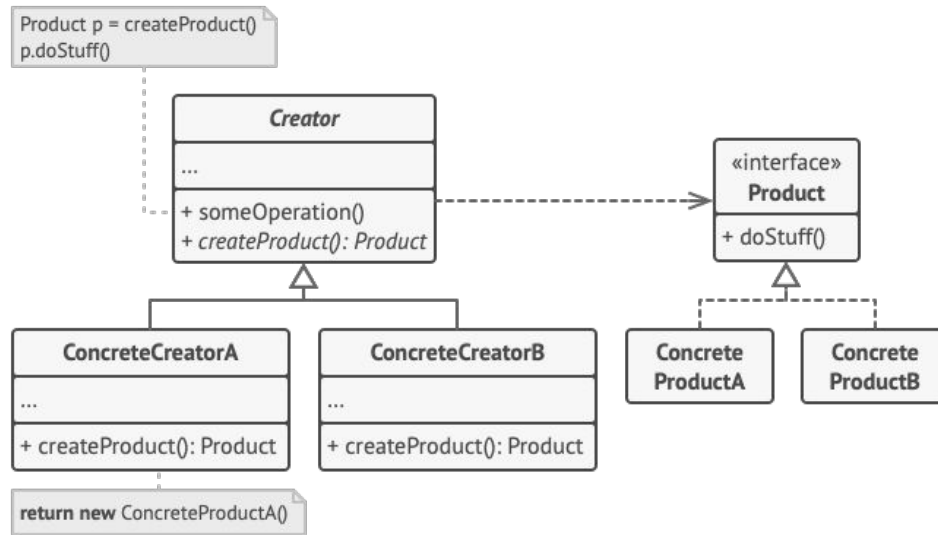 Product p = createProduct()
p.doStuff()
Creator
...
+ someOperation()
+ createProduct(): Product
«interface»
Product
+ doStuff()
ConcreteCreatorA
...
+ createProduct(): Product
ConcreteCreatorB
...
+ createProduct(): Product
Concrete
ProductA
Concrete
ProductB
return new ConcreteProductA()